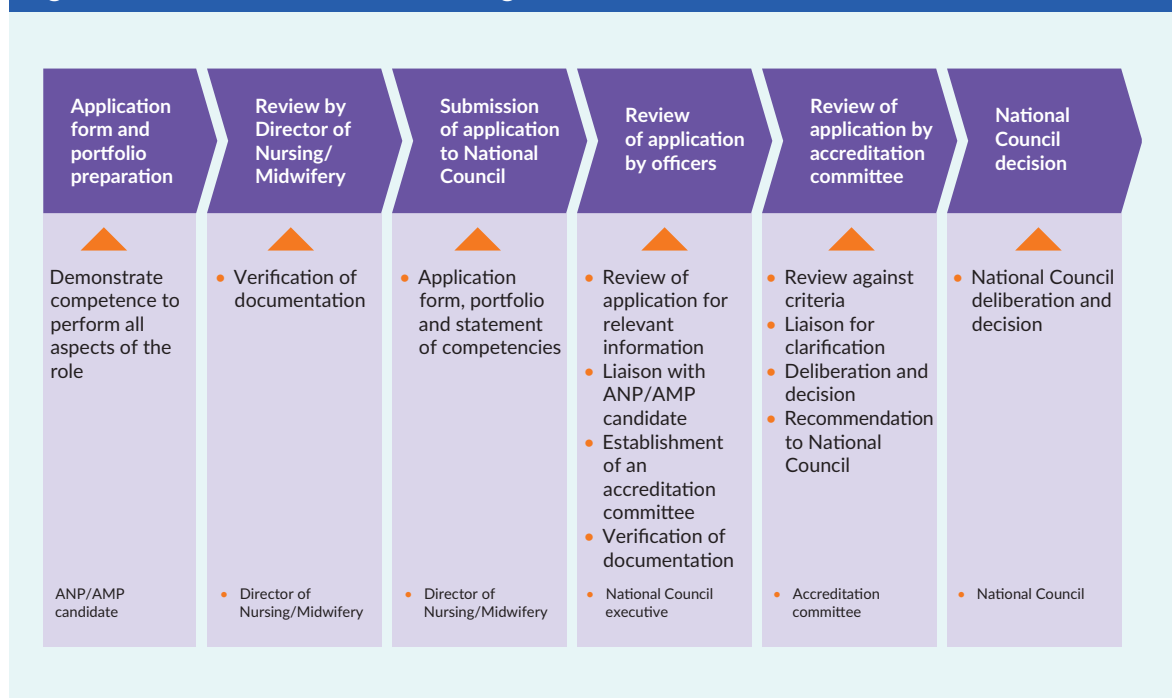 Application
form and
portfolio
preparation
Review by
Director of
Nursing/
Midwifery
Submission
of application
to National
Council
Review
of application
by officers
Review of
application by
accreditation
committee
National
Council
decision
Demonstrate
competence to
perform all
aspects of the
role
• Verification of
documentation
• Application
form, portfolio
and statement
of competencies
• Review of
application for
relevant
information
• Liaison with
ANP/AMP
candidate
• Establishment
of an
accreditation
committee
• Verification of
documentation
• Review against
criteria
• Liaison for
clarification
• Deliberation and
decision
• Recommendation
to National
Council
• National Council
deliberation and
decision
ANP/AMP
candidate
• Director of
Nursing/Midwifery
• Director of
Nursing/Midwifery
• National Council
executive
• Accreditation
committee
• National Council